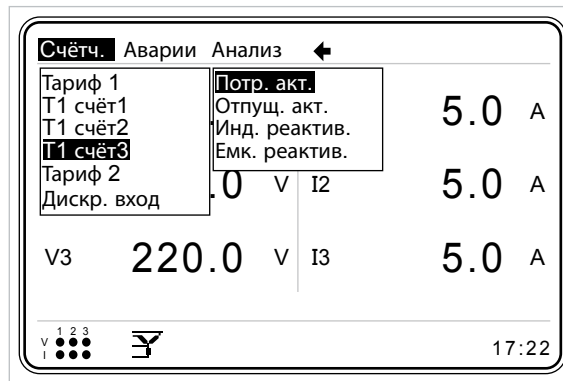 Счётч. Аварии Анализ
Тариф 1
Т1 счёт1
Т1 счёт2
Т1 счёт3
Тариф 2
Дискр. вход
Потр. акт.
Отпущ. акт.
Инд. реактив.
Емк. реактив.
5.0 A
.0 V I2 5.0 A
V3 220.0 V I3 5.0 A
1 2 3
V
I
17:22